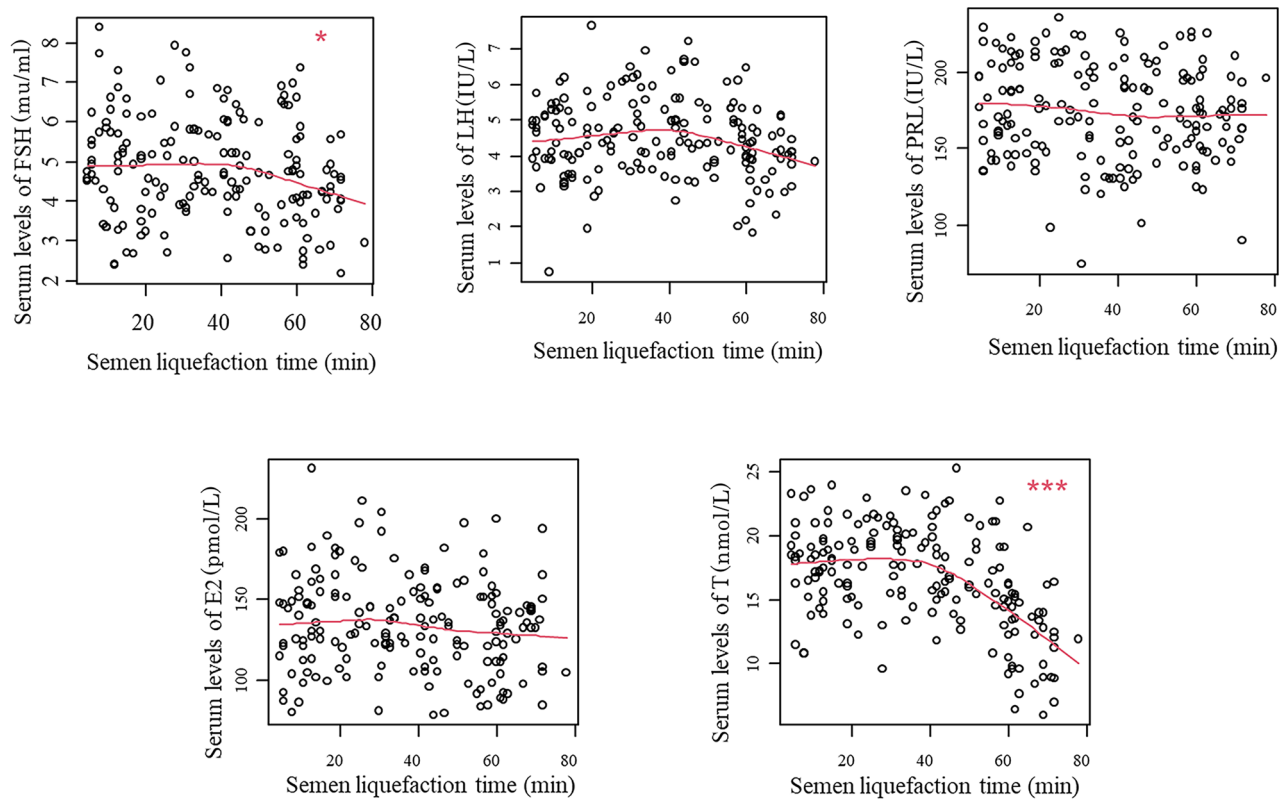 Serum levels of FSH (mu/ml)
8
7
6
5
4
3
2
*
20 40 60 80
Semen liquefaction time (min)
Serum levels of LH(IU/L)
7
6
5
4
3
2
1
20 40 60 80
Semen liquefaction time (min)
Serum levels of PRL(IU/L)
200
150
100
20 40 60 80
Semen liquefaction time (min)
Serum levels of E2 (pmol/L)
200
150
100
20 40 60 80
Semen liquefaction time (min)
Serum levels of T (nmol/L)
25
20
15
10
***
20 40 60 80
Semen liquefaction time (min)